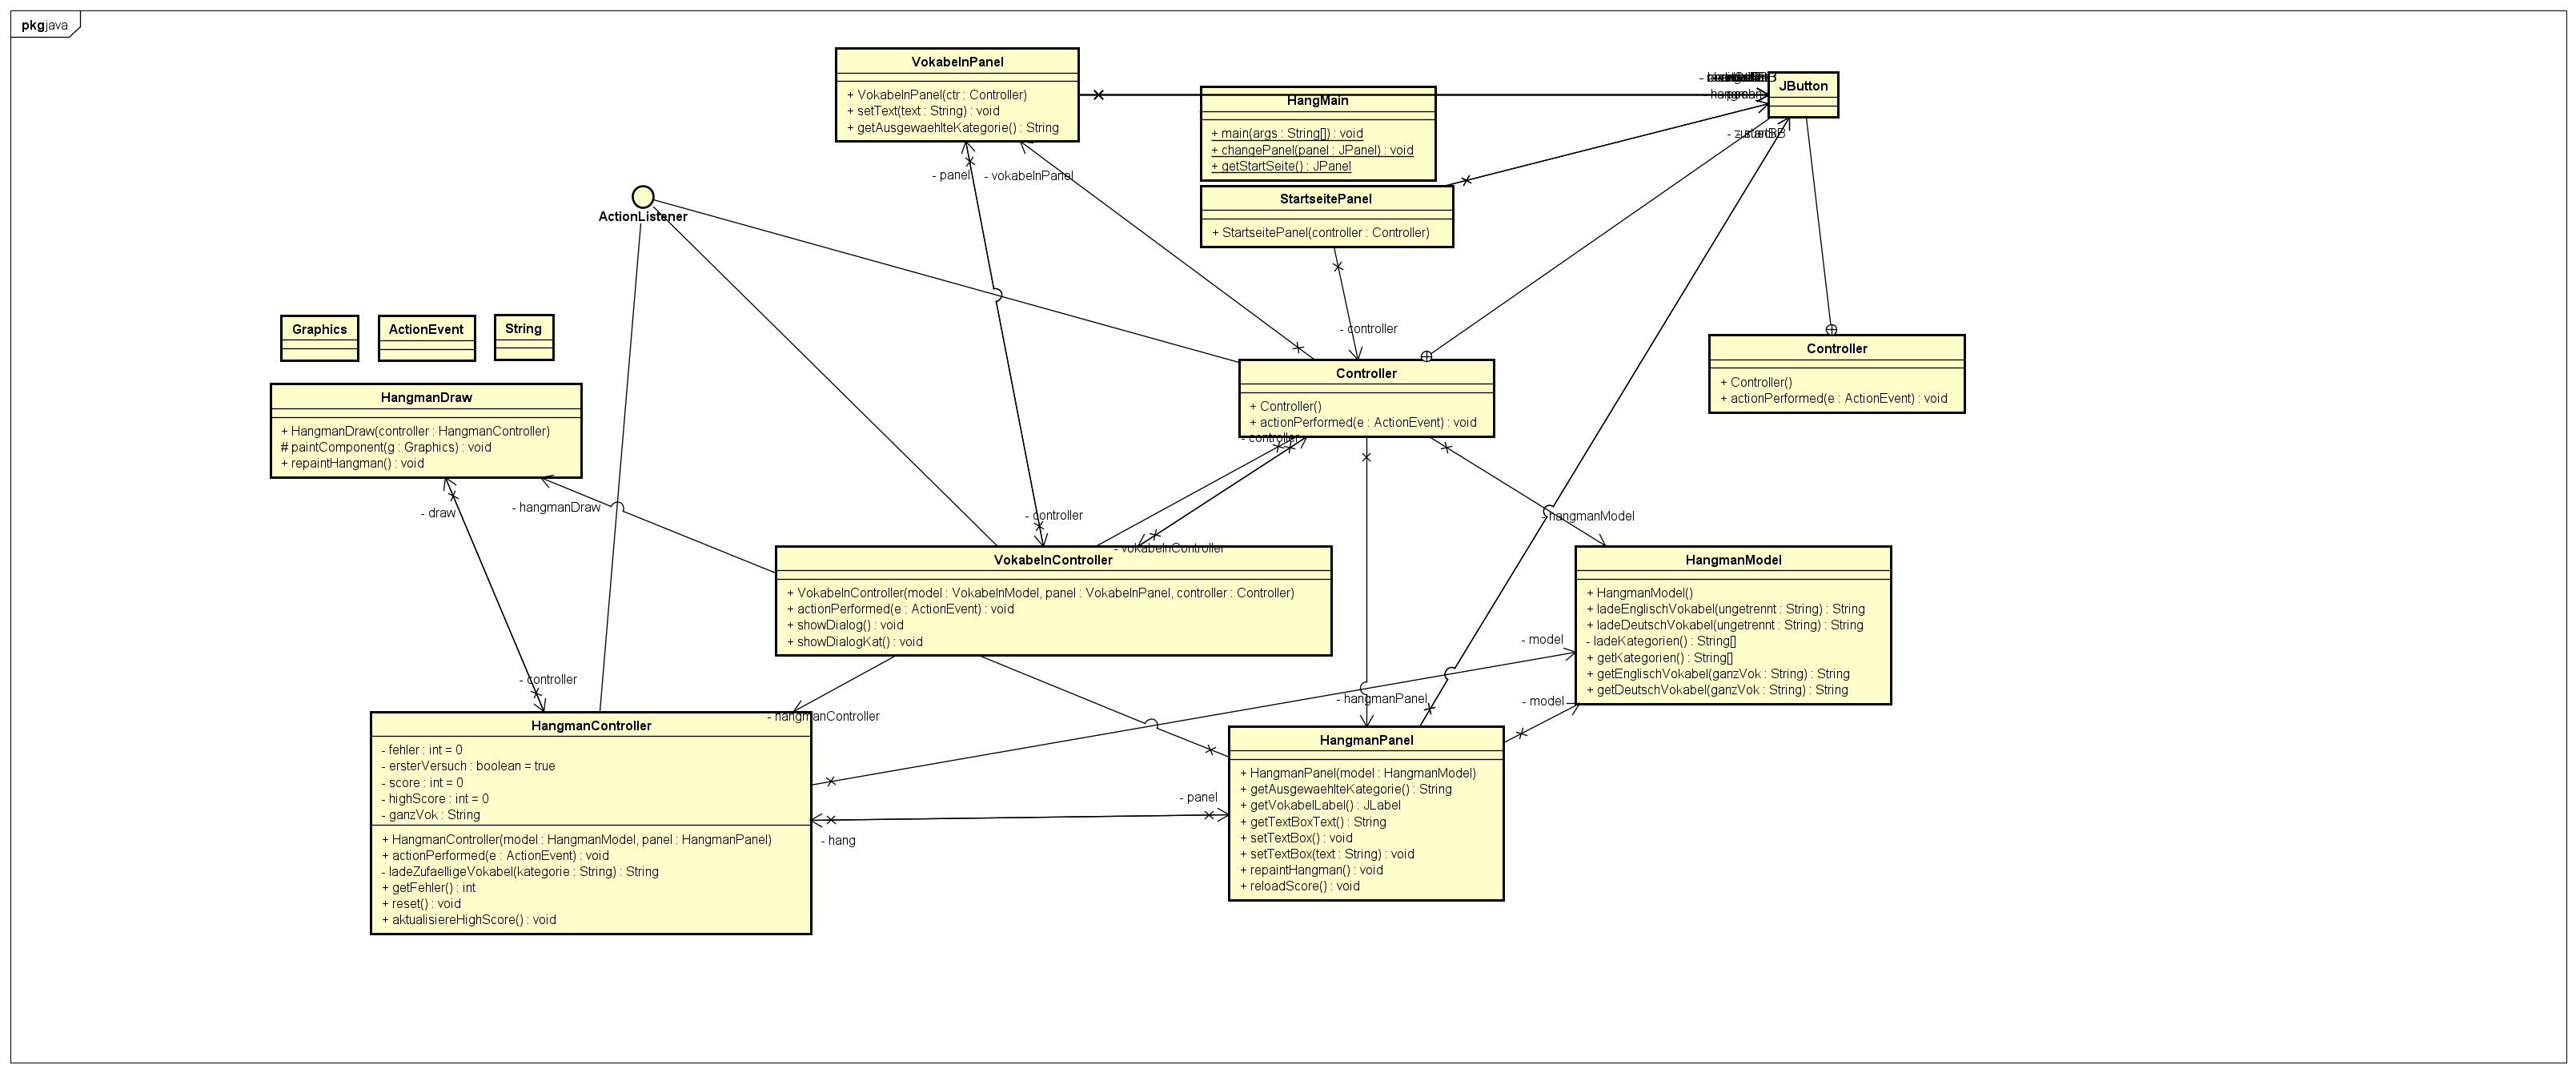 pkg java
VokabelnPanel
+ VokabelnPanel(ctr : Controller)
+ setText(text : String) : void
+ getAusgewaehlteKategorie() : String
HangMain
+ main(args : String[]) : void
+ changePanel(panel : JPanel) : void
+ getStartSeite() : JPanel
JButton
- panel
- vokabelnPanel
ActionListener
StartseitePanel
+ StartseitePanel(controller : Controller)
- controller
Graphics
ActionEvent
String
Controller
+ Controller()
+ actionPerformed(e : ActionEvent) : void
Controller
+ Controller()
+ actionPerformed(e : ActionEvent) : void
HangmanDraw
+ HangmanDraw(controller : HangmanController)
# paintComponent(g : Graphics) : void
+ repaintHangman() : void
- controller
- draw
- hangmanDraw
- controller
- hangmanModel
- vokabelnController
VokabelnController
+ VokabelnController(model : VokabelnModel, panel : VokabelnPanel, controller : Controller)
+ actionPerformed(e : ActionEvent) : void
+ showDialog() : void
+ showDialogKat() : void
HangmanModel
+ HangmanModel()
+ ladeEnglischVokabel(ungetrennt : String) : String
+ ladeDeutschVokabel(ungetrennt : String) : String
- ladeKategorien() : String[]
+ getKategorien() : String[]
+ getEnglischVokabel(ganzVok : String) : String
+ getDeutschVokabel(ganzVok : String) : String
- model
- controller
- hangmanPanel
- model
- hangmanController
HangmanController
- fehler : int = 0
- ersterVersuch : boolean = true
- score : int = 0
- highScore : int = 0
- ganzVok : String
+ HangmanController(model : HangmanModel, panel : HangmanPanel)
+ actionPerformed(e : ActionEvent) : void
- ladeZufaelligeVokabel(kategorie : String) : String
+ getFehler() : int
+ reset() : void
+ aktualisiereHighScore() : void
- panel
- hang
HangmanPanel
+ HangmanPanel(model : HangmanModel)
+ getAusgewaehlteKategorie() : String
+ getVokabelLabel() : JLabel
+ getTextBoxText() : String
+ setTextBox() : void
+ setTextBox(text : String) : void
+ repaintHangman() : void
+ reloadScore() : void